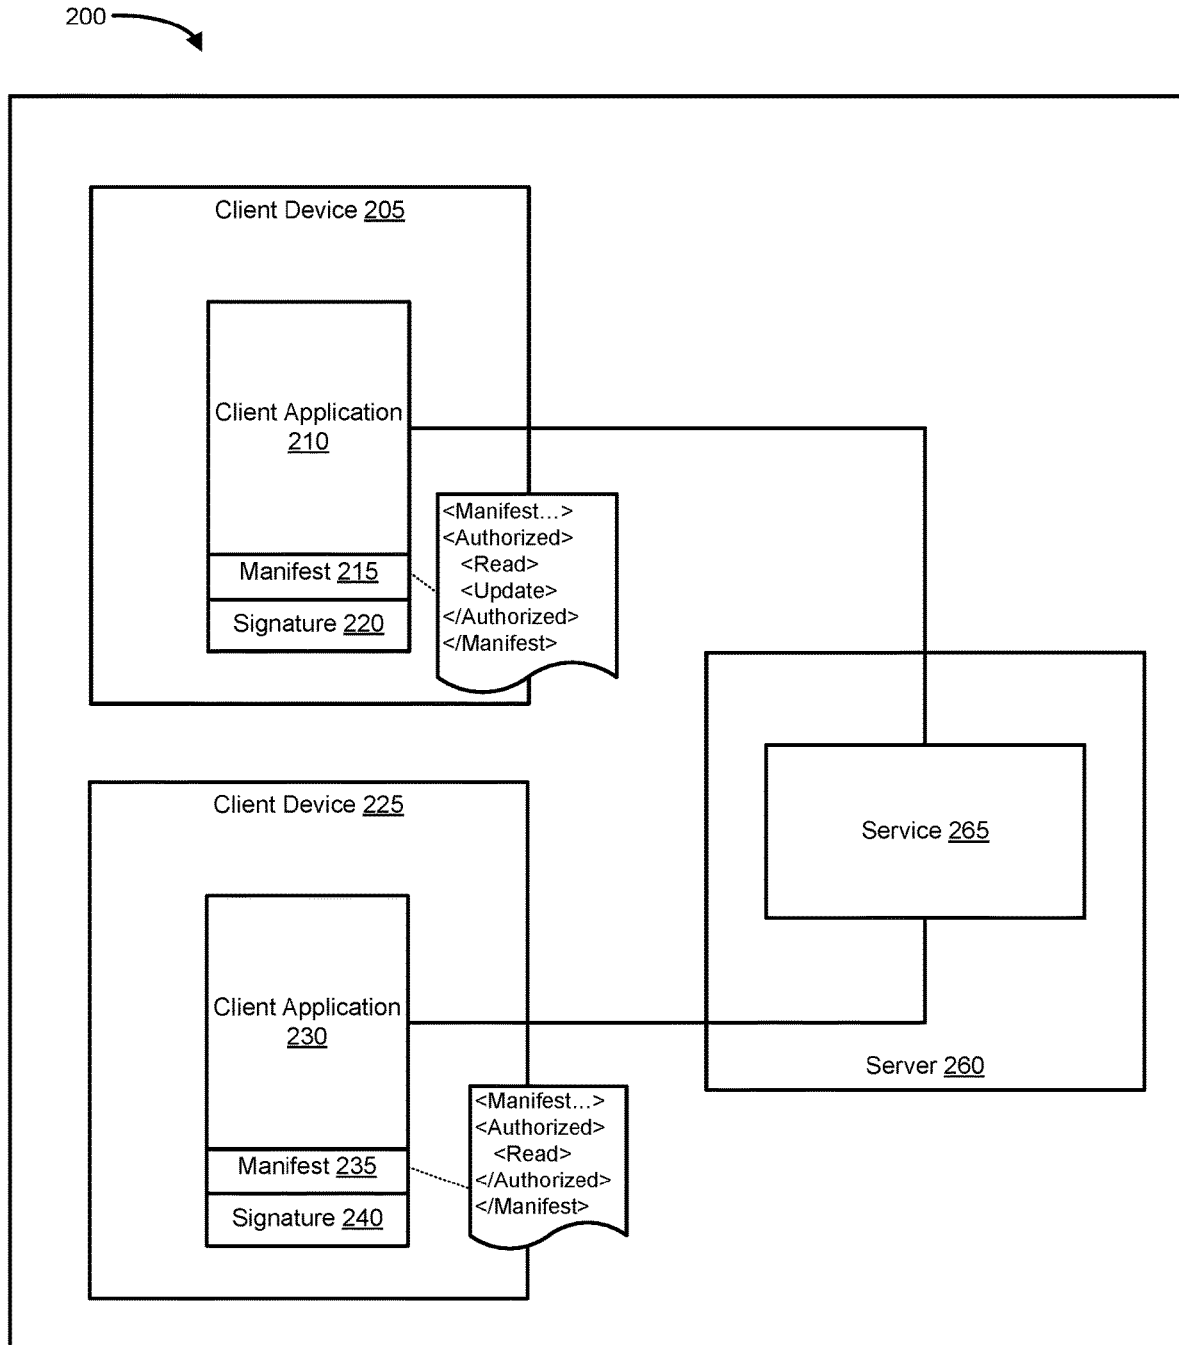 200
Client Device 205
Client Application
210
<Manifest...>
<Authorized>
<Read>
<Update>
</Authorized>
</Manifest>
Manifest 215
Signature 220
Client Device 225
Service 265
Client Application
230
Server 260
<Manifest...>
<Authorized>
<Read>
</Authorized>
</Manifest>
Manifest 235
Signature 240